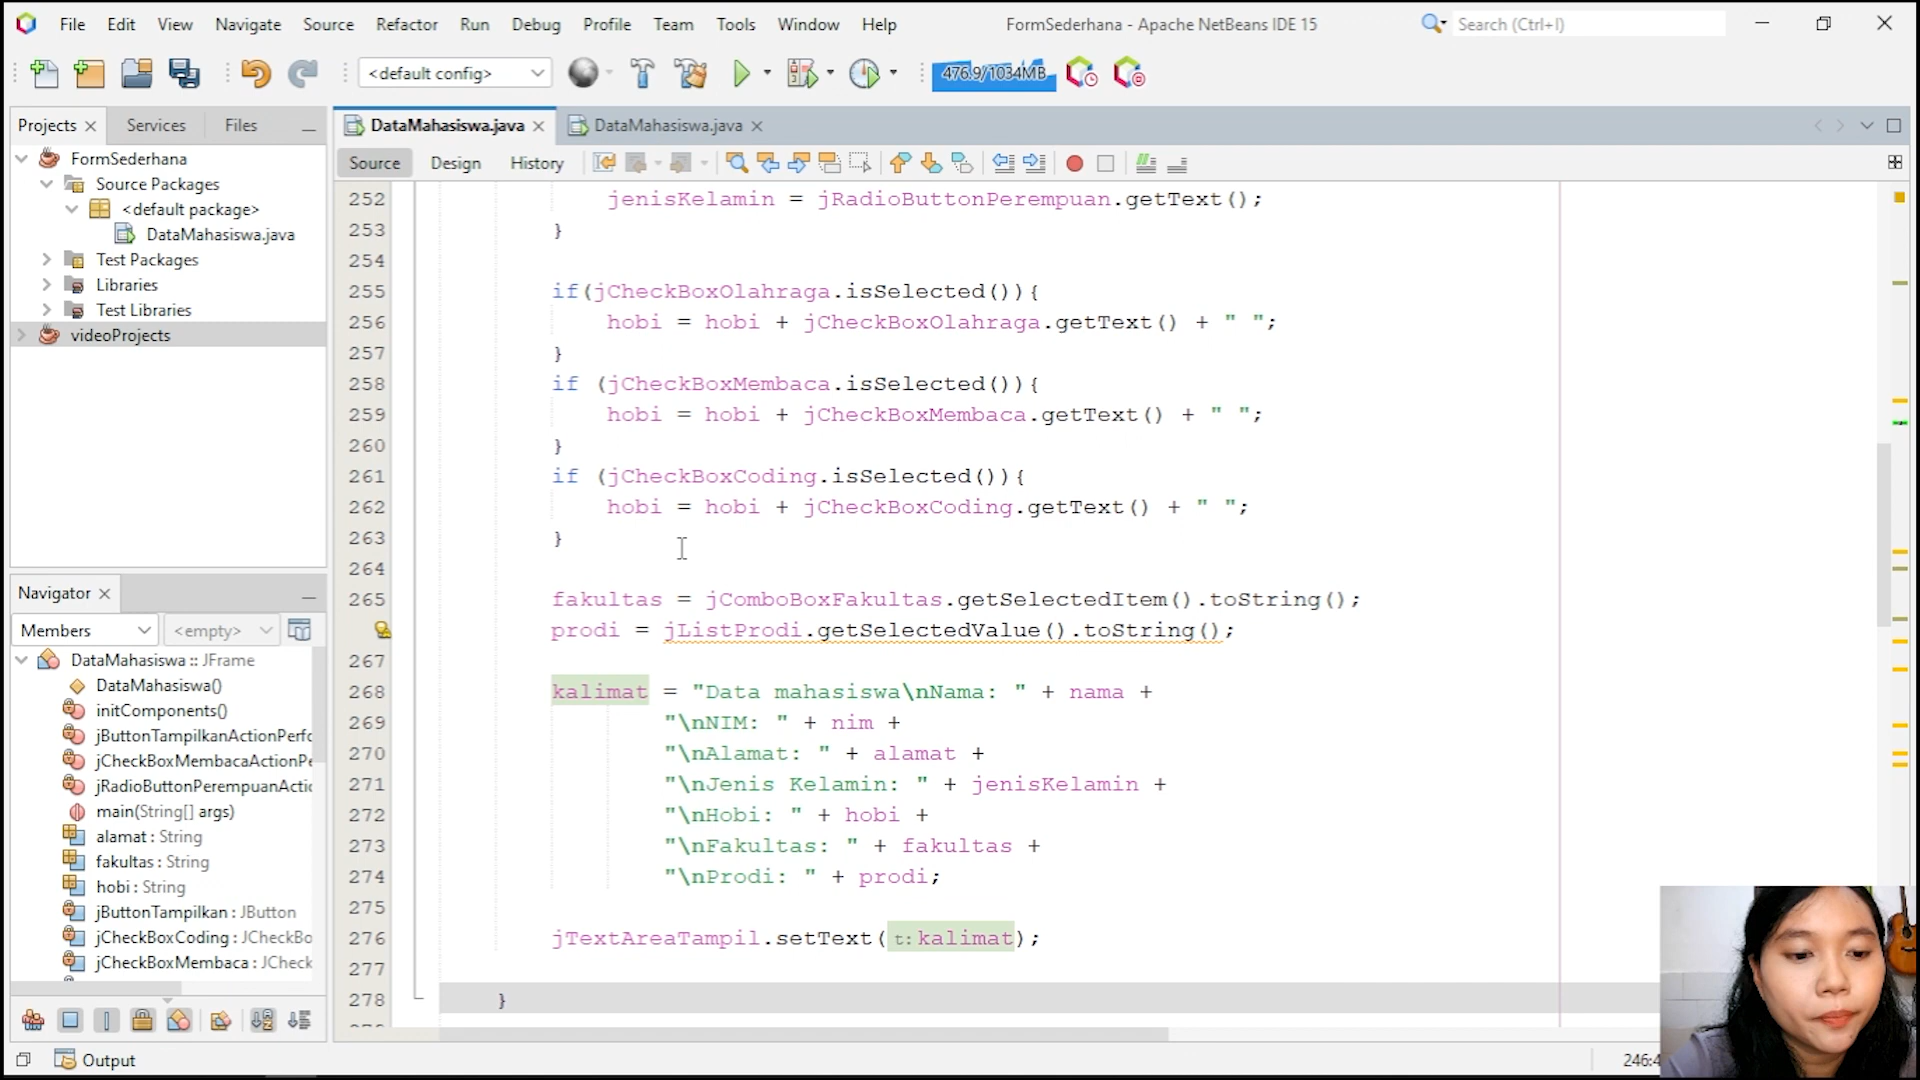 File Edit View Navigate Source Refactor Run Debug Profile Team Tools Window Help FormSederhana - Apache NetBeans IDE 15 Search (Ctrl+I)
<default config> 476.9/1034MB
Projects Services Files DataMahasiswa.java DataMahasiswa.java
Source Design History
FormSederhana
Source Packages
<default package>
DataMahasiswa.java
Test Packages
Libraries
Test Libraries
videoProjects
Navigator
Members <empty>
DataMahasiswa :: JFrame
DataMahasiswa()
initComponents()
jButtonTampilkanActionPerfo
jCheckBoxMembacaActionPe
jRadioButtonPerempuanActio
main(String[] args)
alamat : String
fakultas : String
hobi : String
jButtonTampilkan : JButton
jCheckBoxCoding : JCheckBo
jCheckBoxMembaca : JCheck
252 jenisKelamin = jRadioButtonPerempuan.getText();
253 }
254
255 if(jCheckBoxOlahraga.isSelected()){
256 hobi = hobi + jCheckBoxOlahraga.getText() + " ";
257 }
258 if (jCheckBoxMembaca.isSelected()){
259 hobi = hobi + jCheckBoxMembaca.getText() + " ";
260 }
261 if (jCheckBoxCoding.isSelected()){
262 hobi = hobi + jCheckBoxCoding.getText() + " ";
263 }
264
265 fakultas = jComboBoxFakultas.getSelectedItem().toString();
prodi = jListProdi.getSelectedValue().toString();
267
268 kalimat = "Data mahasiswa\nNama: " + nama +
269 "\nNIM: " + nim +
270 "\nAlamat: " + alamat +
271 "\nJenis Kelamin: " + jenisKelamin +
272 "\nHobi: " + hobi +
273 "\nFakultas: " + fakultas +
274 "\nProdi: " + prodi;
275
276 jTextAreaTampil.setText(t:kalimat);
277
278 }
Output 246:4